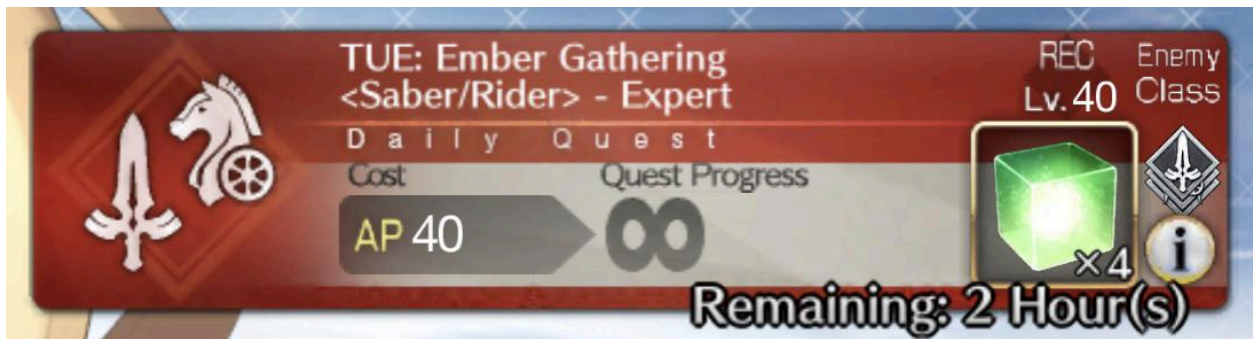 TUE: Ember Gathering
<Saber/Rider> - Expert
Daily Quest
REC
Lv. 40
Enemy
Class
Cost
AP 40
Quest Progress
∞
×4
i
Remaining: 2 Hour(s)